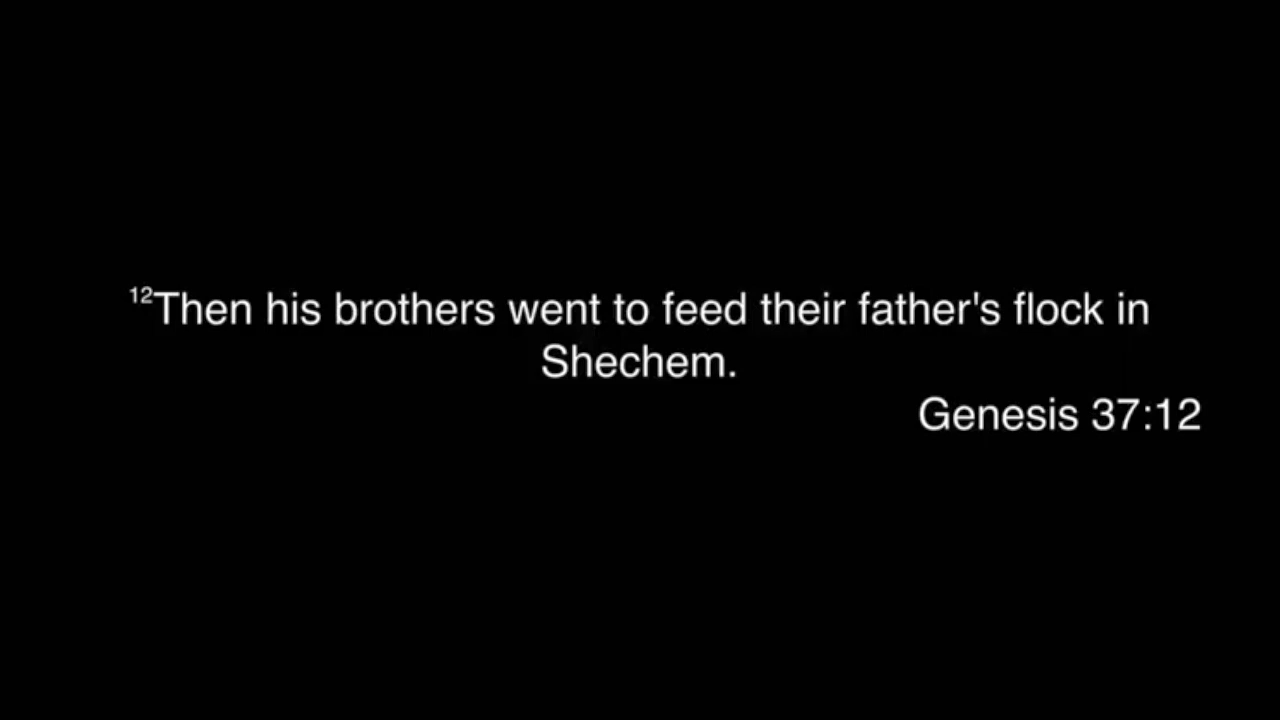 12Then his brothers went to feed their father's flock in
Shechem.
Genesis 37:12